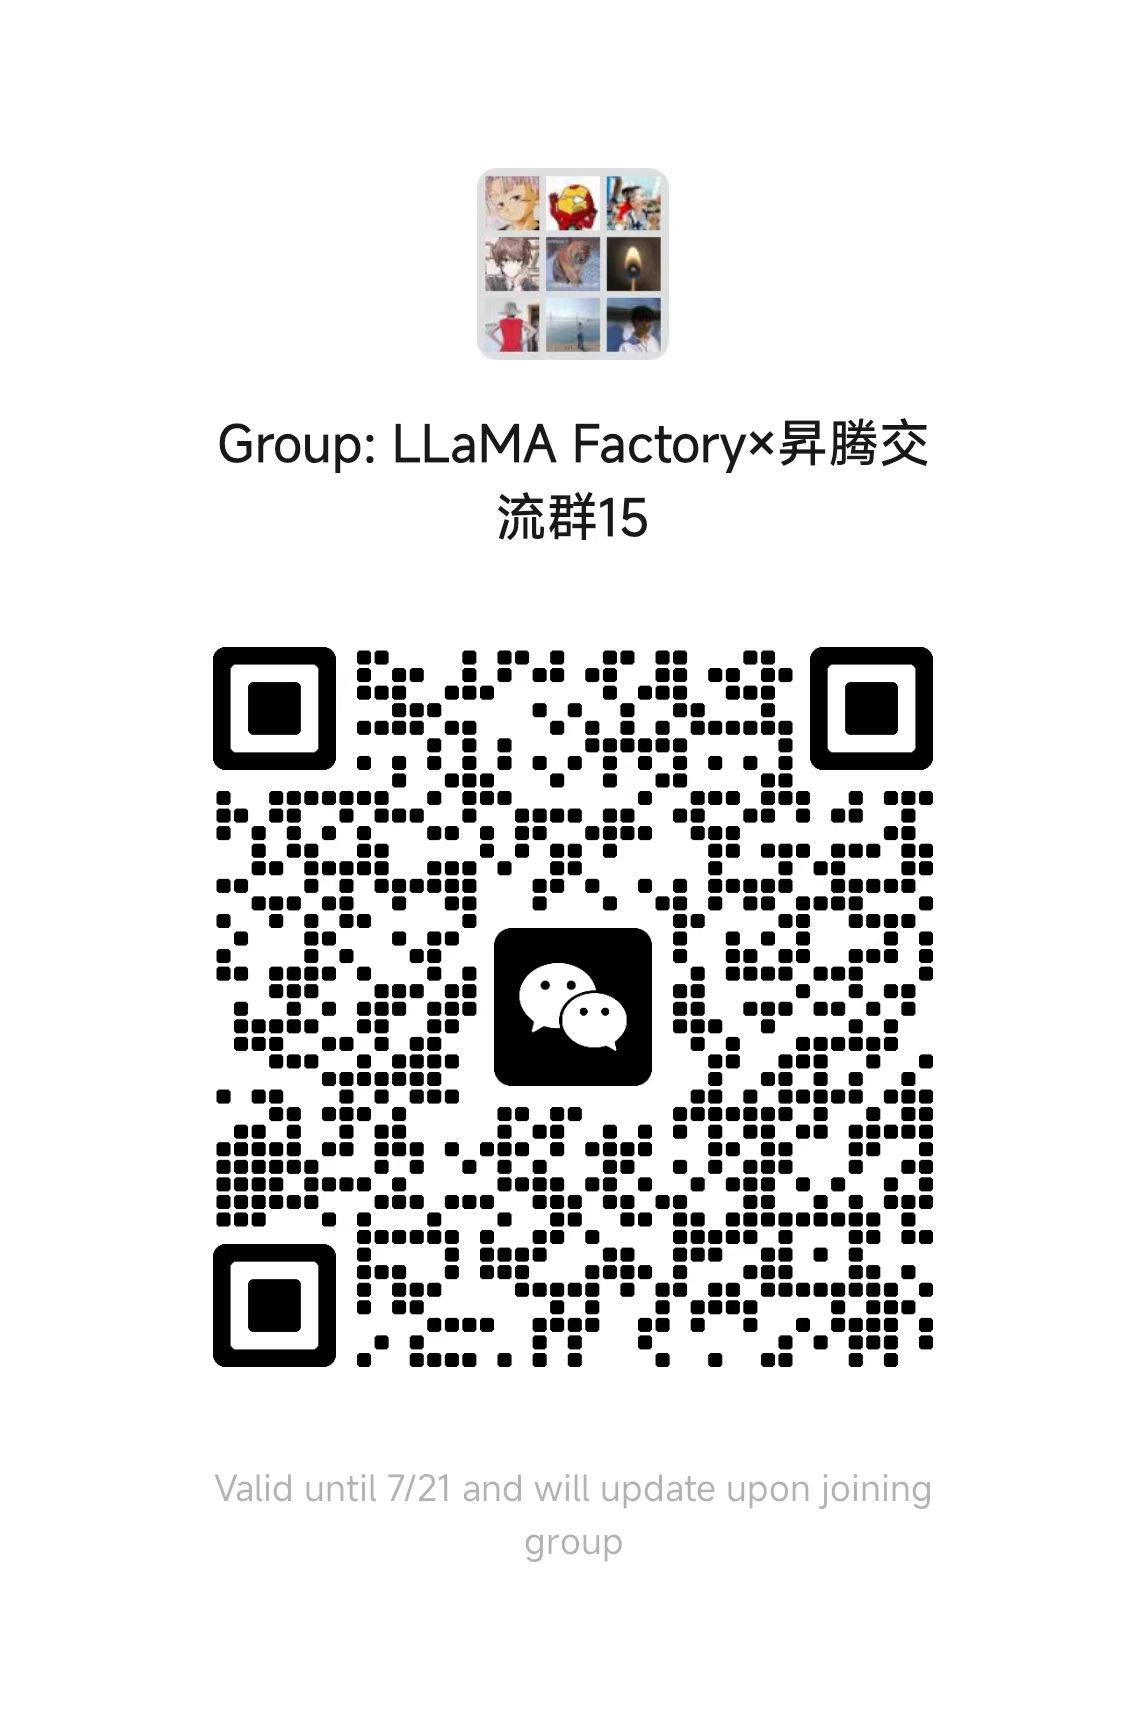 Group: LLaMA Factory×昇腾交
流群15
Valid until 7/21 and will update upon joining
group